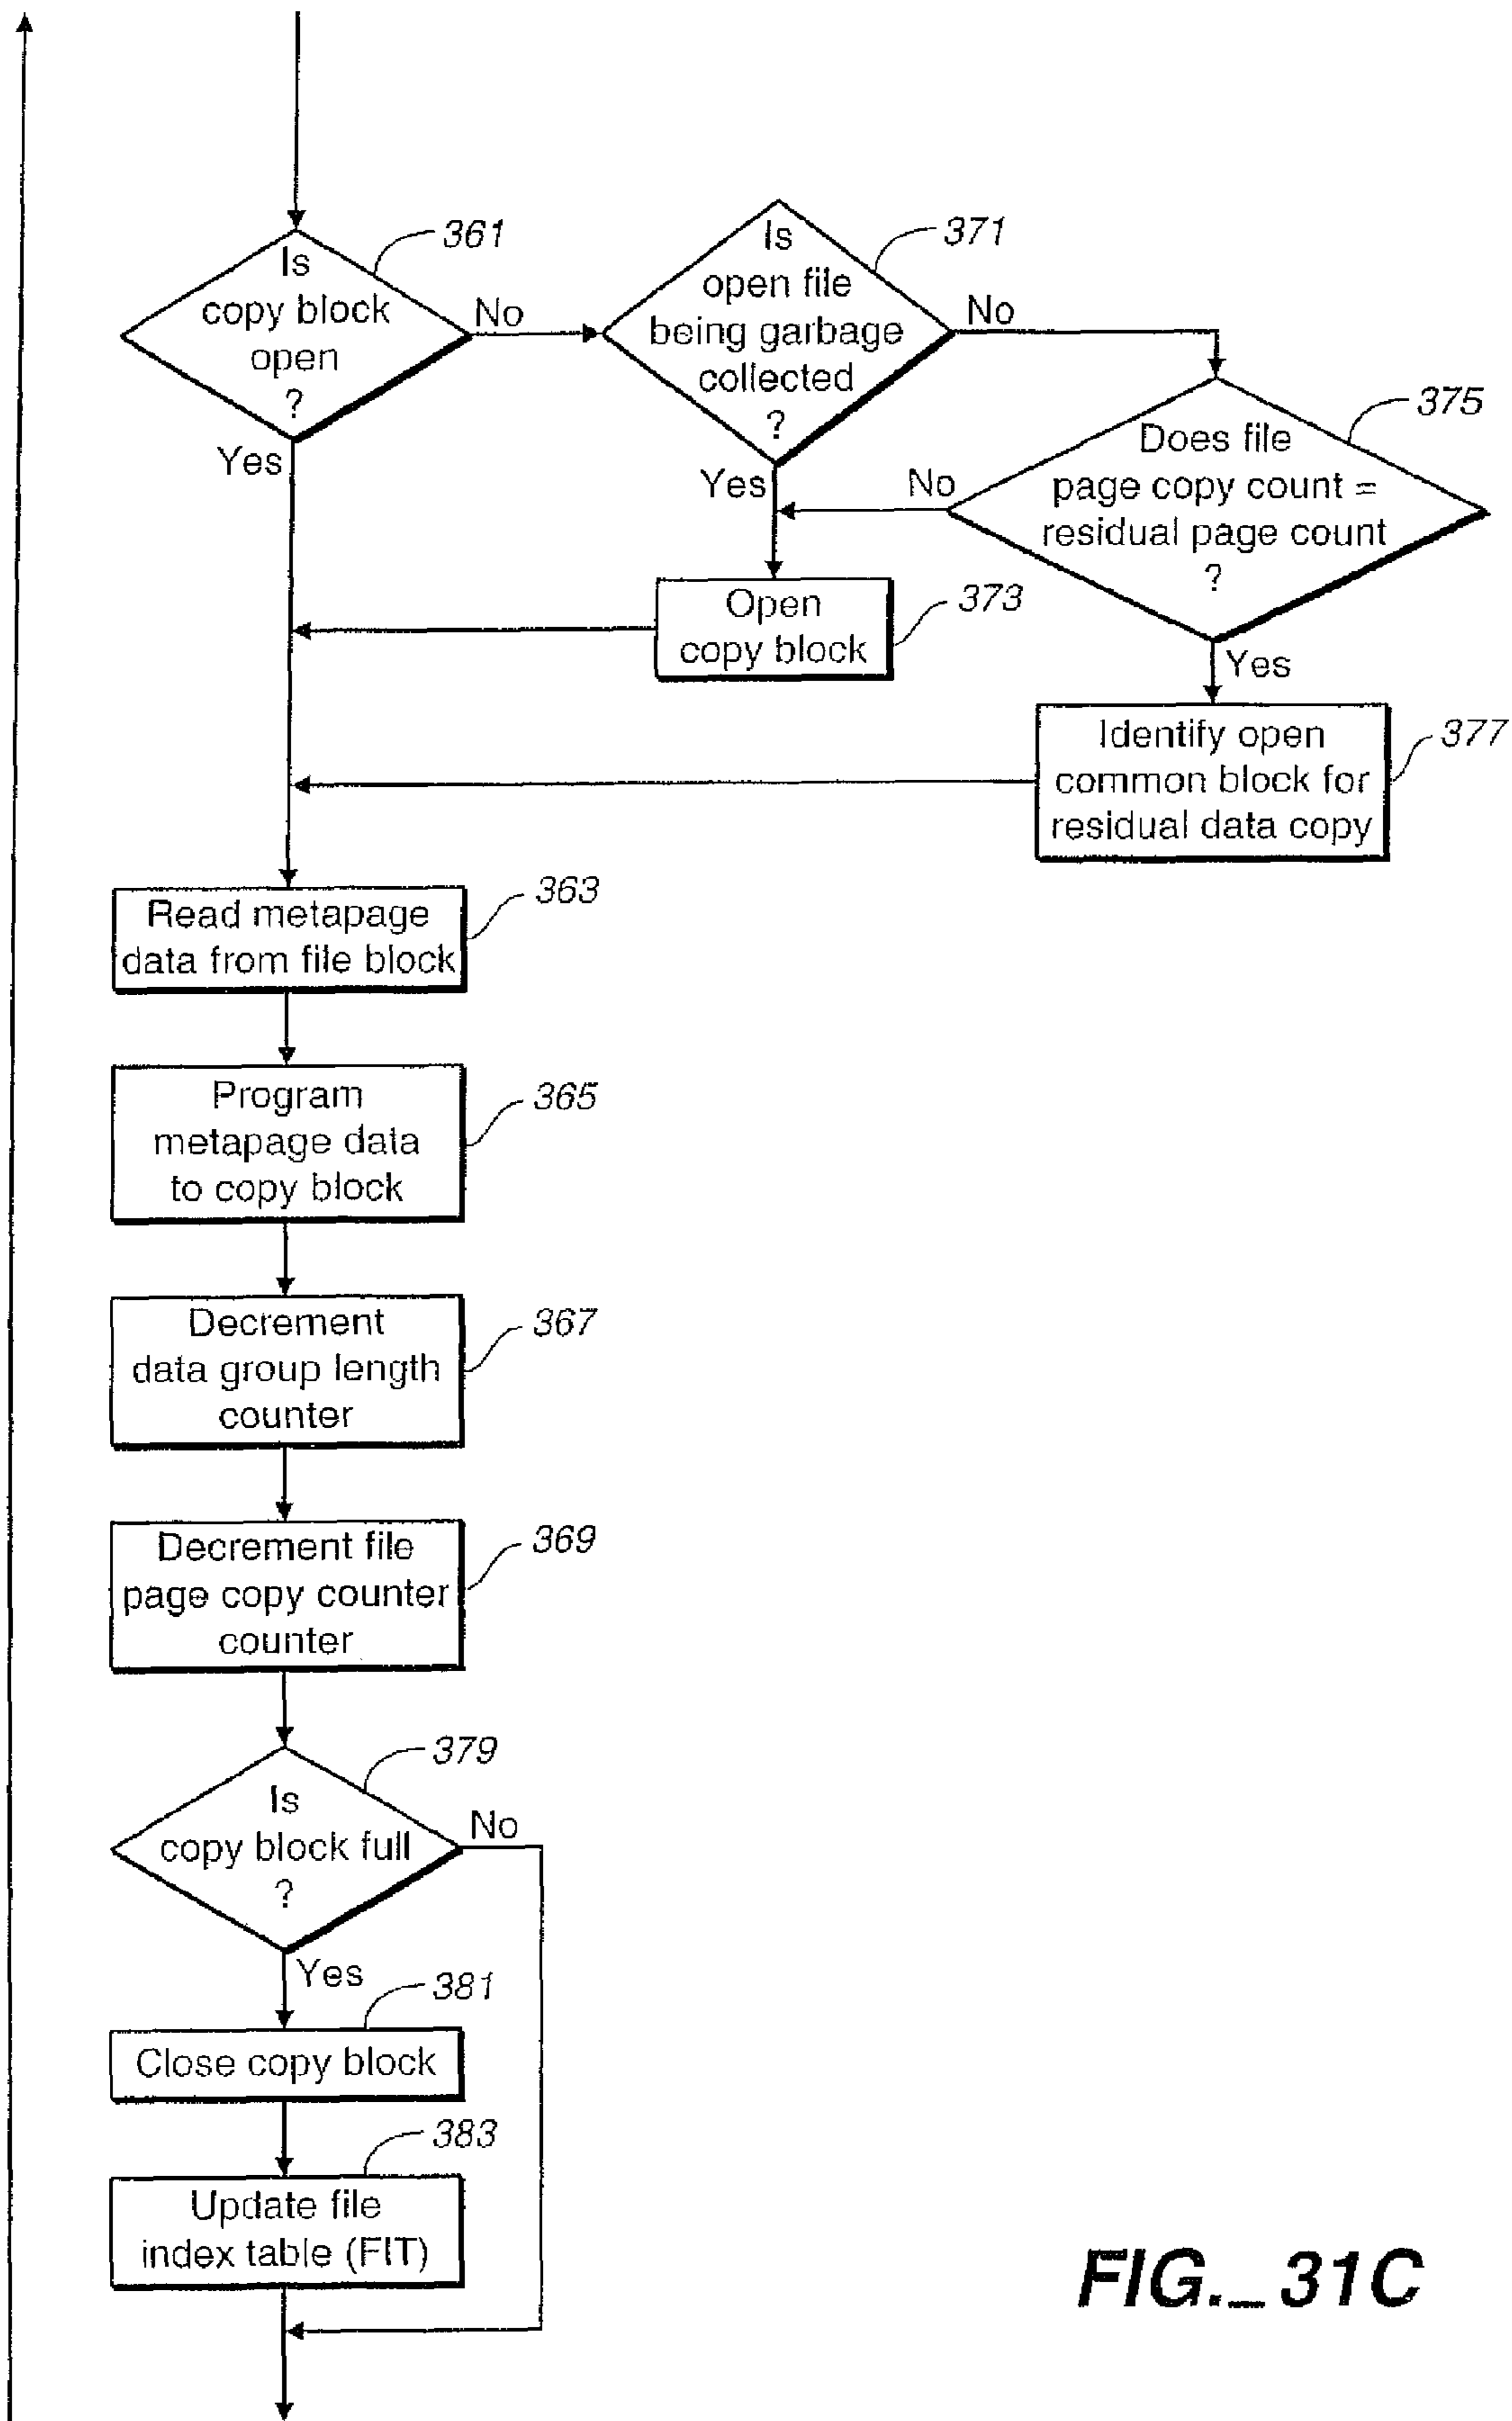 Is
copy block
open
?
361
No
Yes
Is
open file
being garbage
collected
?
371
No
Yes
Does file
page copy count =
residual page count
?
375
No
Yes
Open
copy block
373
Identify open
common block for
residual data copy
377
Read metapage
data from file block
363
Program
metapage data
to copy block
365
Decrement
data group length
counter
367
Decrement file
page copy counter
counter
369
Is
copy block full
?
379
No
Yes
Close copy block
381
Update file
index table (FIT)
383
FIG._31C